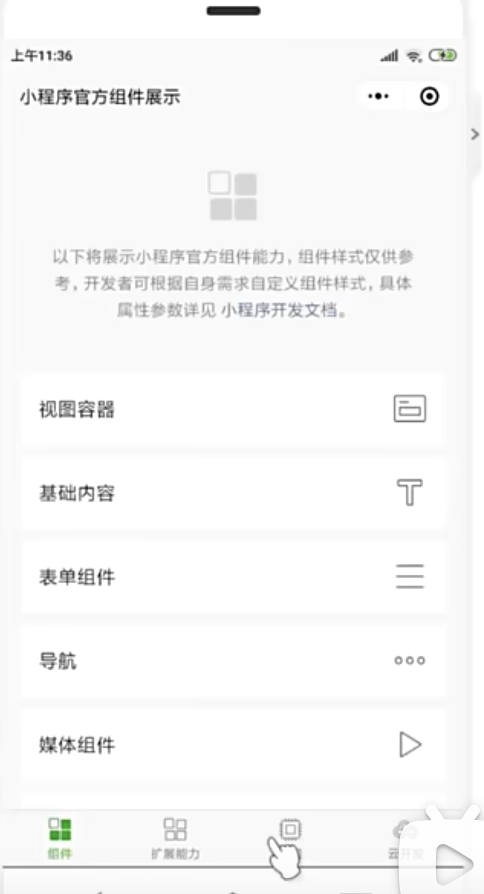 上午11:36
小程序官方组件展示
以下将展示小程序官方组件能力，组件样式仅供参
考，开发者可根据自身需求自定义组件样式，具体
属性参数详见 小程序开发文档。
视图容器
基础内容
表单组件
导航
媒体组件
组件
扩展能力
云开发